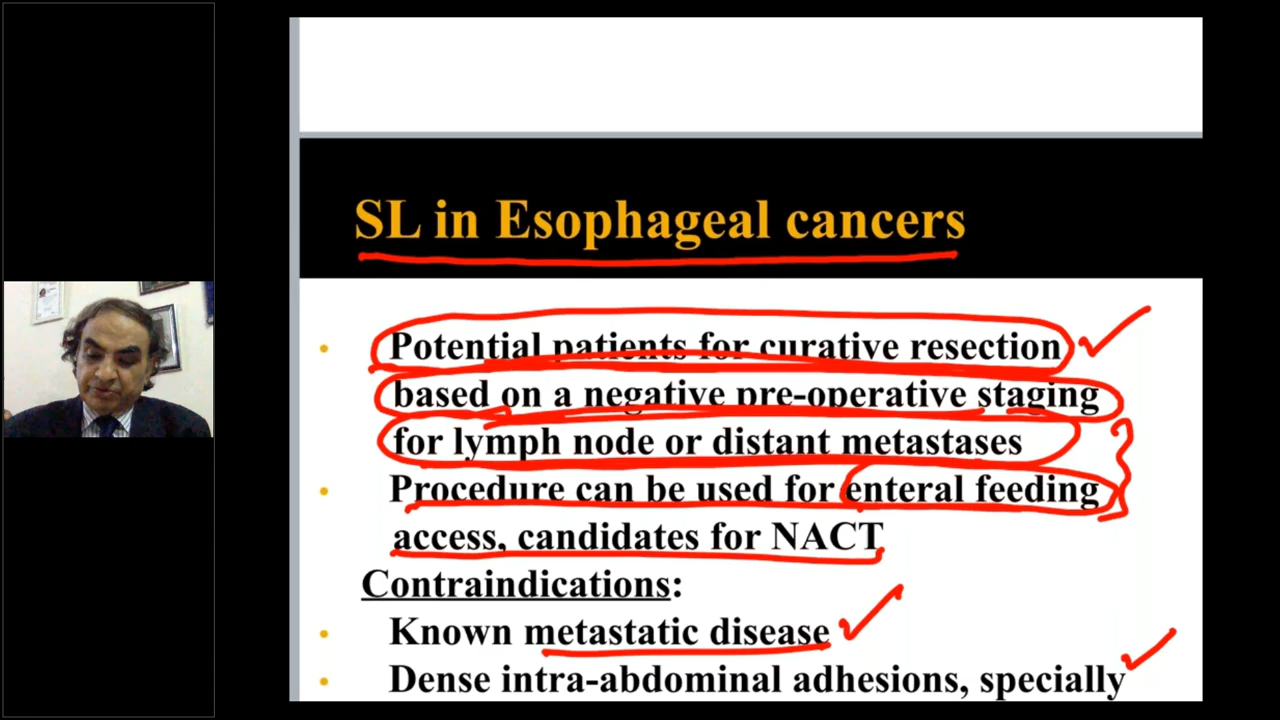 SL in Esophageal cancers
• Potential patients for curative resection
based on a negative pre-operative staging
for lymph node or distant metastases
• Procedure can be used for enteral feeding
access, candidates for NACT
Contraindications:
• Known metastatic disease
• Dense intra-abdominal adhesions, specially